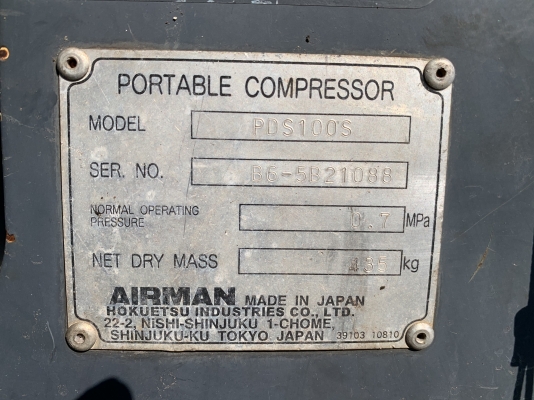 PORTABLE COMPRESSOR
MODEL PDS100S
SER. NO. B6-5B21088
NORMAL OPERATING PRESSURE 0.7 MPa
NET DRY MASS kg
AIRMAN MADE IN JAPAN
HOKUETSU INDUSTRIES CO., LTD.
22-2, NISHI-SHINJUKU 1-CHOME,
SHINJUKU-KU TOKYO JAPAN 39103 10810